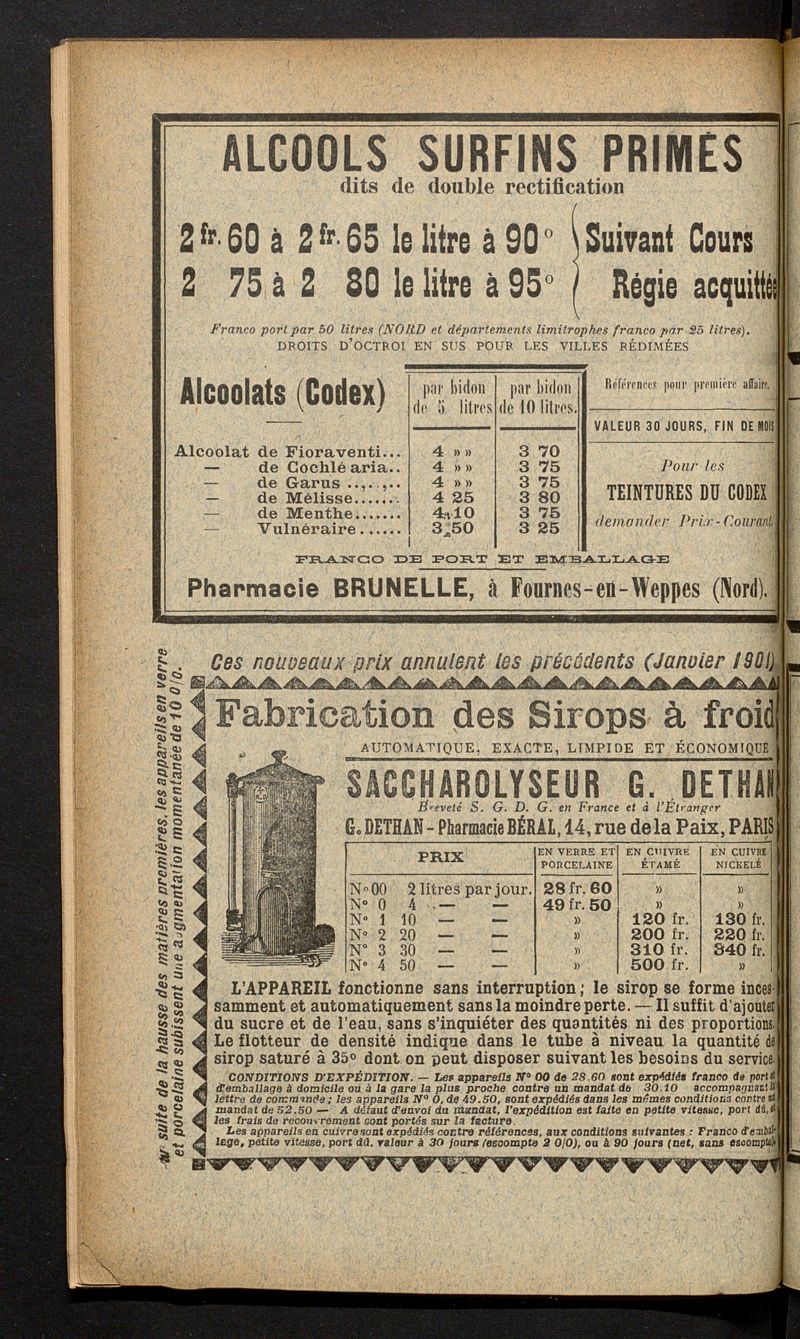 ALCOOLS SURFINS PRIMÉS
dits de double rectification
2 fr. 60 à 2 fr. 65 le litre à 90° Suivant Cours
2 75 à 2 80 le litre à 95° Régie acquittés
Franco port par 50 litres (NORD et départements limitrophes franco par 25 litres).
DROITS D'OCTROI EN SUS POUR LES VILLES RÉDIMÉES
Alcoolats (Codex)
par bidon de 5 litres
par bidon de 10 litres.
Alcoolat de Fioraventi... 4 »» 3 70
— de Cochléaria.. 4 »» 3 75
— de Garus ..,..,.. 4 »» 3 75
— de Mélisse...... 4 25 3 80
— de Menthe....... 4 10 3 75
— Vulnéraire...... 3 50 3 25
Références pour première affaire.
VALEUR 30 JOURS, FIN DE MOIS
Pour les
TEINTURES DU CODEX
demander Prix-Courant.
FRANCO DE PORT ET EMBALLAGE
Pharmacie BRUNELLE, à Fournes-en-Weppes (Nord).
Ces nouveaux prix annulent les précédents (Janvier 1901)
suite de la hausse des matières premières, les appareils en verre
et porcelaine subissent une augmentation momentanée de 10 0/0.
Fabrication des Sirops à froid
AUTOMATIQUE, EXACTE, LIMPIDE ET ÉCONOMIQUE
SACCHAROLYSEUR G. DETHAN
Breveté S. G. D. G. en France et à l'Étranger
G. DETHAN - Pharmacie BÉRAL, 14, rue de la Paix, PARIS
PRIX
EN VERRE ET PORCELAINE
EN CUIVRE ÉTAMÉ
EN CUIVRE NICKELÉ
N° 00 2 litres par jour. 28 fr. 60 » »
N° 0 4 — — 49 fr. 50 » »
N° 1 10 — — » 120 fr. 130 fr.
N° 2 20 — — » 200 fr. 220 fr.
N° 3 30 — — » 310 fr. 340 fr.
N° 4 50 — — » 500 fr. »
L'APPAREIL fonctionne sans interruption; le sirop se forme inces-
samment et automatiquement sans la moindre perte. — Il suffit d'ajouter
du sucre et de l'eau, sans s'inquiéter des quantités ni des proportions.
Le flotteur de densité indique dans le tube à niveau la quantité de
sirop saturé à 35° dont on peut disposer suivant les besoins du service.
CONDITIONS D'EXPÉDITION. — Les appareils N° 00 de 28.60 sont expédiés franco de port
d'emballage à domicile ou à la gare la plus proche contre un mandat de 30.10 accompagnant la
lettre de commande; les appareils N° 0, de 49.50, sont expédiés dans les mêmes conditions contre
mandat de 52.50 — A défaut d'envoi du mandat, l'expédition est faite en petite vitesse, port dû,
les frais de recouvrement sont portés sur la facture.
Les appareils en cuivre sont expédiés contre références, aux conditions suivantes : Franco d'embal-
lage, petite vitesse, port dû, valeur à 30 jours (escompte 2 0/0), ou à 90 jours (net, sans escompte).